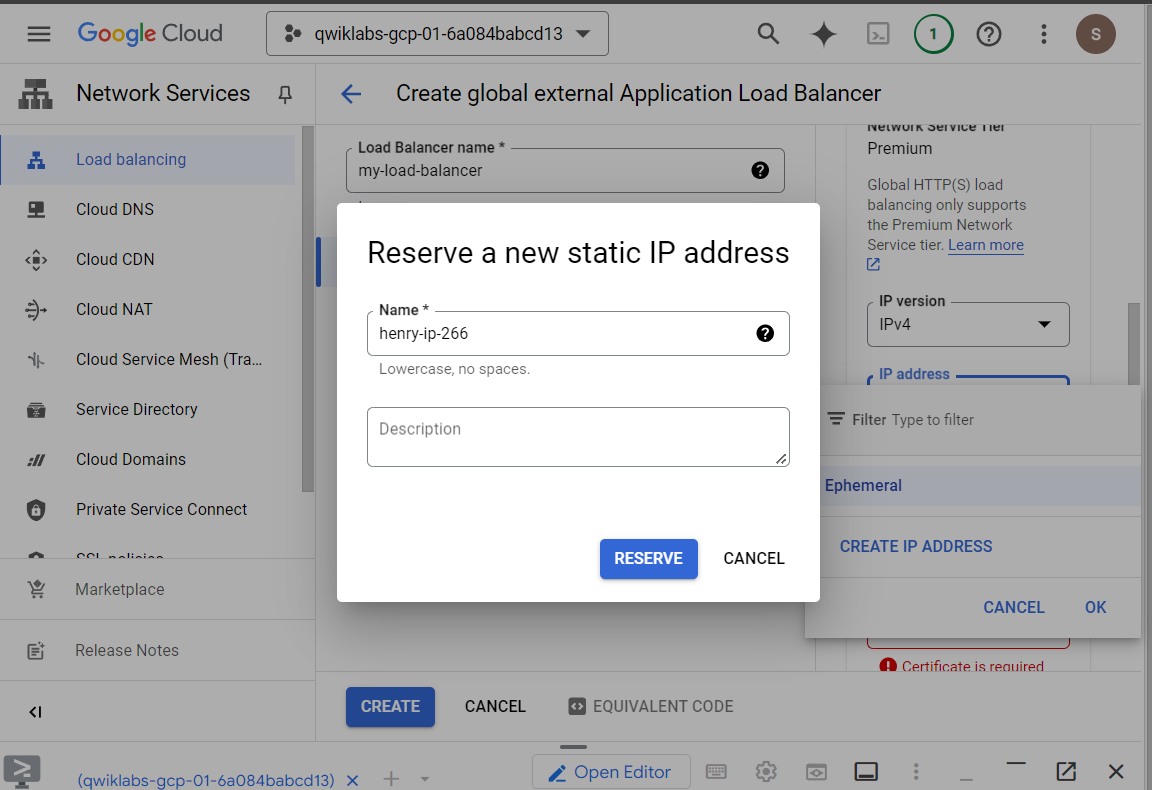 Google Cloud
qwiklabs-gcp-01-6a084babcd13
1
S
Network Services
Create global external Application Load Balancer
Load balancing
Cloud DNS
Cloud CDN
Cloud NAT
Cloud Service Mesh (Tra...
Service Directory
Cloud Domains
Private Service Connect
SSL policies
Marketplace
Release Notes
Load Balancer name *
my-load-balancer
Network Service Tier
Premium
Global HTTP(S) load
balancing only supports
the Premium Network
Service tier. Learn more
IP version
IPv4
IP address
Filter Type to filter
Ephemeral
CREATE IP ADDRESS
CANCEL
OK
Certificate is required
Reserve a new static IP address
Name *
henry-ip-266
Lowercase, no spaces.
Description
RESERVE
CANCEL
CREATE
CANCEL
EQUIVALENT CODE
(qwiklabs-gcp-01-6a084babcd13)
Open Editor